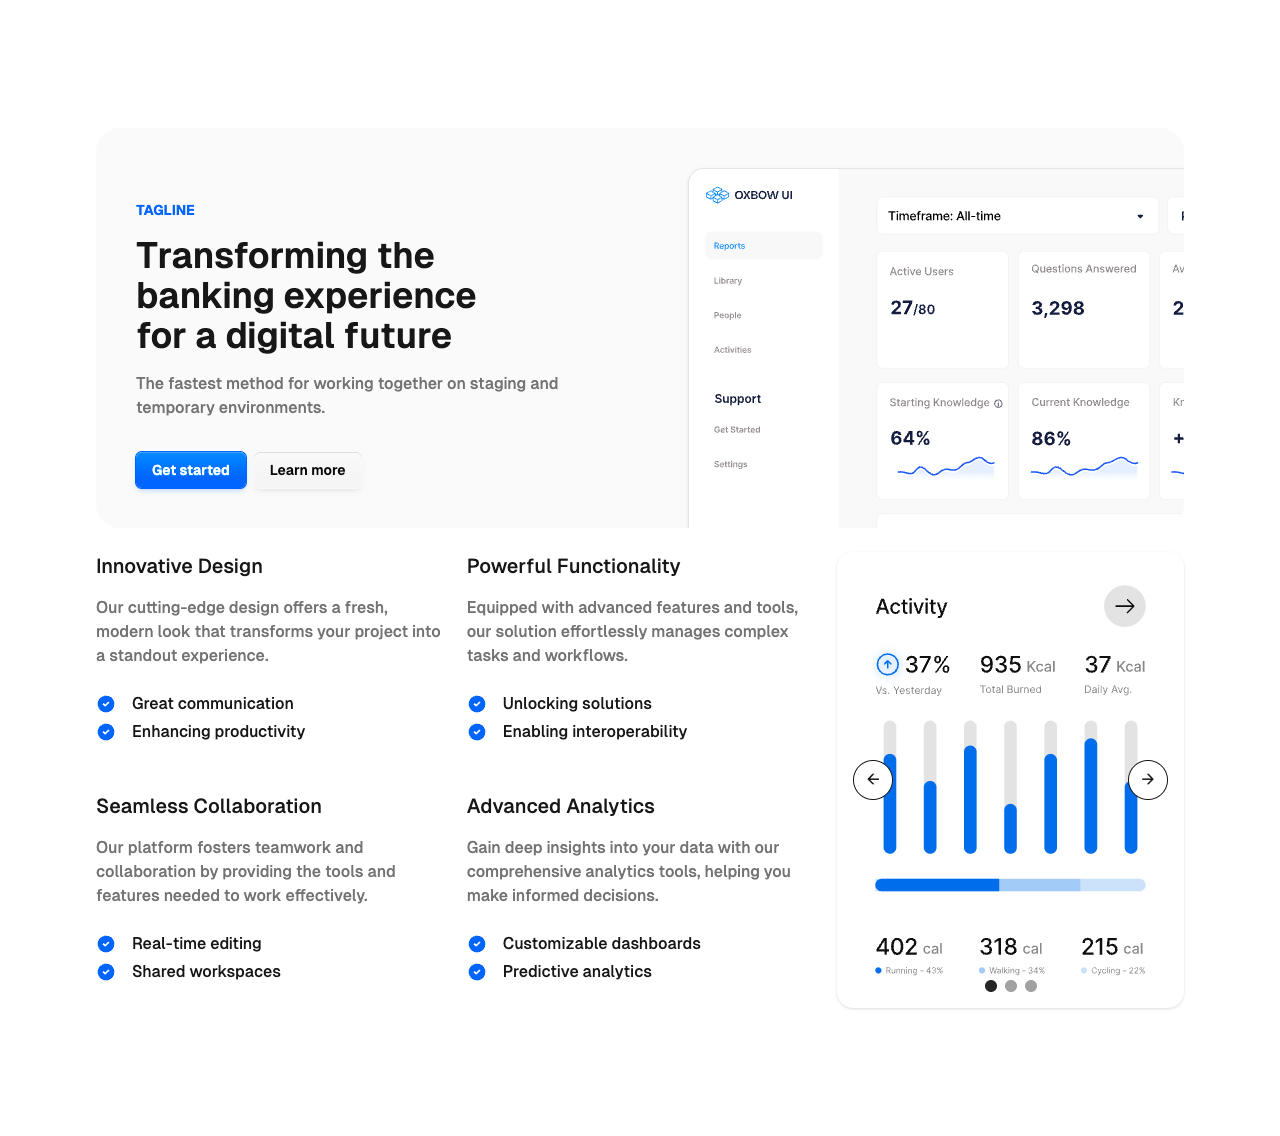 TAGLINE
Transforming the
banking experience
for a digital future
The fastest method for working together on staging and
temporary environments.
Get started
Learn more
OXBOW UI
Reports
Library
People
Activities
Support
Get Started
Settings
Timeframe: All-time
Active Users
27/80
Questions Answered
3,298
Starting Knowledge
64%
Current Knowledge
86%
Innovative Design
Our cutting-edge design offers a fresh,
modern look that transforms your project into
a standout experience.
Great communication
Enhancing productivity
Powerful Functionality
Equipped with advanced features and tools,
our solution effortlessly manages complex
tasks and workflows.
Unlocking solutions
Enabling interoperability
Seamless Collaboration
Our platform fosters teamwork and
collaboration by providing the tools and
features needed to work effectively.
Real-time editing
Shared workspaces
Advanced Analytics
Gain deep insights into your data with our
comprehensive analytics tools, helping you
make informed decisions.
Customizable dashboards
Predictive analytics
Activity
37%
Vs. Yesterday
935 Kcal
Total Burned
37 Kcal
Daily Avg.
402 cal
Running - 43%
318 cal
Walking - 34%
215 cal
Cycling - 22%